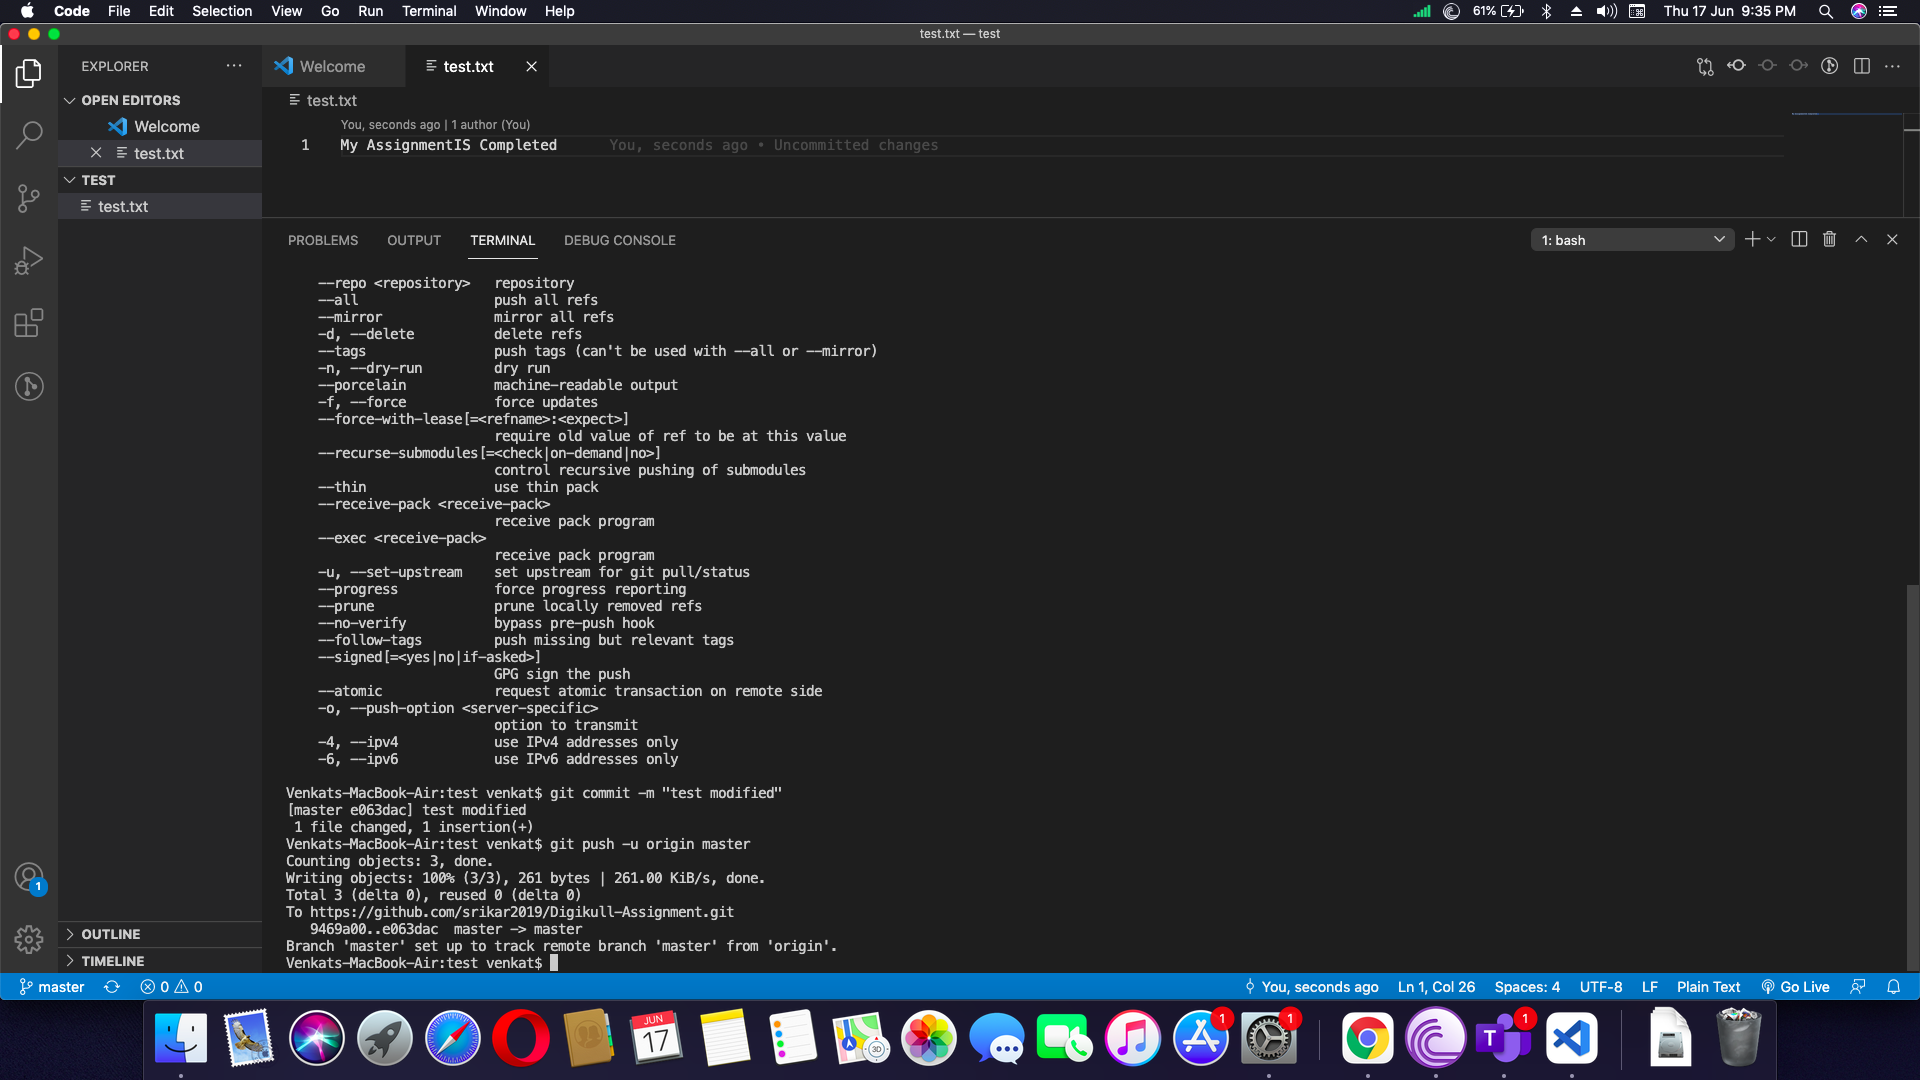 Code File Edit Selection View Go Run Terminal Window Help 61% Thu 17 Jun 9:35 PM
test.txt — test
EXPLORER
Welcome test.txt
OPEN EDITORS
Welcome
test.txt
TEST
test.txt
OUTLINE
TIMELINE
test.txt
You, seconds ago | 1 author (You)
1 My AssignmentIS Completed You, seconds ago • Uncommitted changes
PROBLEMS OUTPUT TERMINAL DEBUG CONSOLE 1: bash
--repo <repository> repository
--all push all refs
--mirror mirror all refs
-d, --delete delete refs
--tags push tags (can't be used with --all or --mirror)
-n, --dry-run dry run
--porcelain machine-readable output
-f, --force force updates
--force-with-lease[=<refname>:<expect>]
require old value of ref to be at this value
--recurse-submodules[=<check|on-demand|no>]
control recursive pushing of submodules
--thin use thin pack
--receive-pack <receive-pack>
receive pack program
--exec <receive-pack>
receive pack program
-u, --set-upstream set upstream for git pull/status
--progress force progress reporting
--prune prune locally removed refs
--no-verify bypass pre-push hook
--follow-tags push missing but relevant tags
--signed[=<yes|no|if-asked>]
GPG sign the push
--atomic request atomic transaction on remote side
-o, --push-option <server-specific>
option to transmit
-4, --ipv4 use IPv4 addresses only
-6, --ipv6 use IPv6 addresses only
Venkats-MacBook-Air:test venkat$ git commit -m "test modified"
[master e063dac] test modified
1 file changed, 1 insertion(+)
Venkats-MacBook-Air:test venkat$ git push -u origin master
Counting objects: 3, done.
Writing objects: 100% (3/3), 261 bytes | 261.00 KiB/s, done.
Total 3 (delta 0), reused 0 (delta 0)
To https://github.com/srikar2019/Digikull-Assignment.git
9469a00..e063dac master -> master
Branch 'master' set up to track remote branch 'master' from 'origin'.
Venkats-MacBook-Air:test venkat$
1
master 0 0 You, seconds ago Ln 1, Col 26 Spaces: 4 UTF-8 LF Plain Text Go Live
JUN
17
3D
1
1
T
1